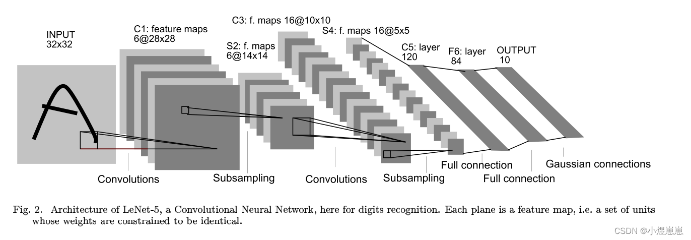 INPUT
32x32
C1: feature maps
6@28x28
S2: f. maps
6@14x14
C3: f. maps 16@10x10
S4: f. maps 16@5x5
C5: layer
120
F6: layer
84
OUTPUT
10
Convolutions
Subsampling
Convolutions
Subsampling
Full connection
Full connection
Gaussian connections
Fig. 2. Architecture of LeNet-5, a Convolutional Neural Network, here for digits recognition. Each plane is a feature map, i.e. a set of units
whose weights are constrained to be identical.
CSDN @小煜崽崽